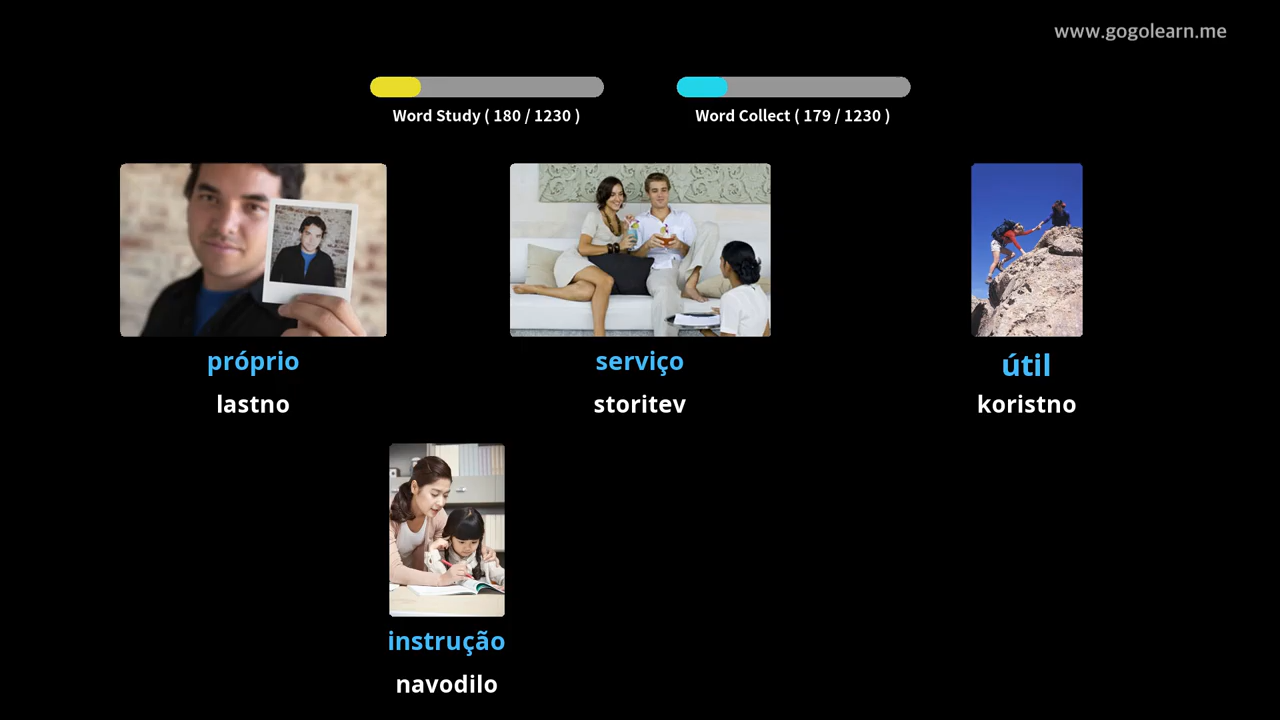 www.gogolearn.me
Word Study ( 180 / 1230 )
Word Collect ( 179 / 1230 )
próprio
lastno
serviço
storitev
útil
koristno
instrução
navodilo